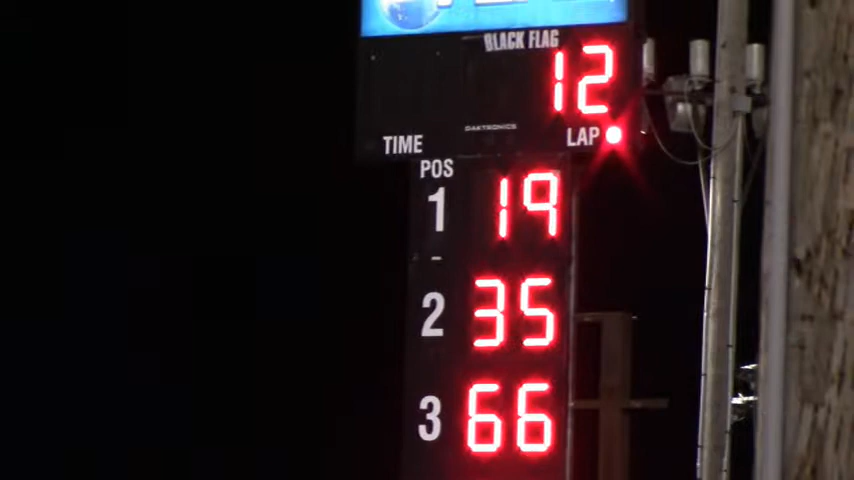 BLACK FLAG
12
DAKTRONICS
TIME LAP
POS
1 19
2 35
3 66